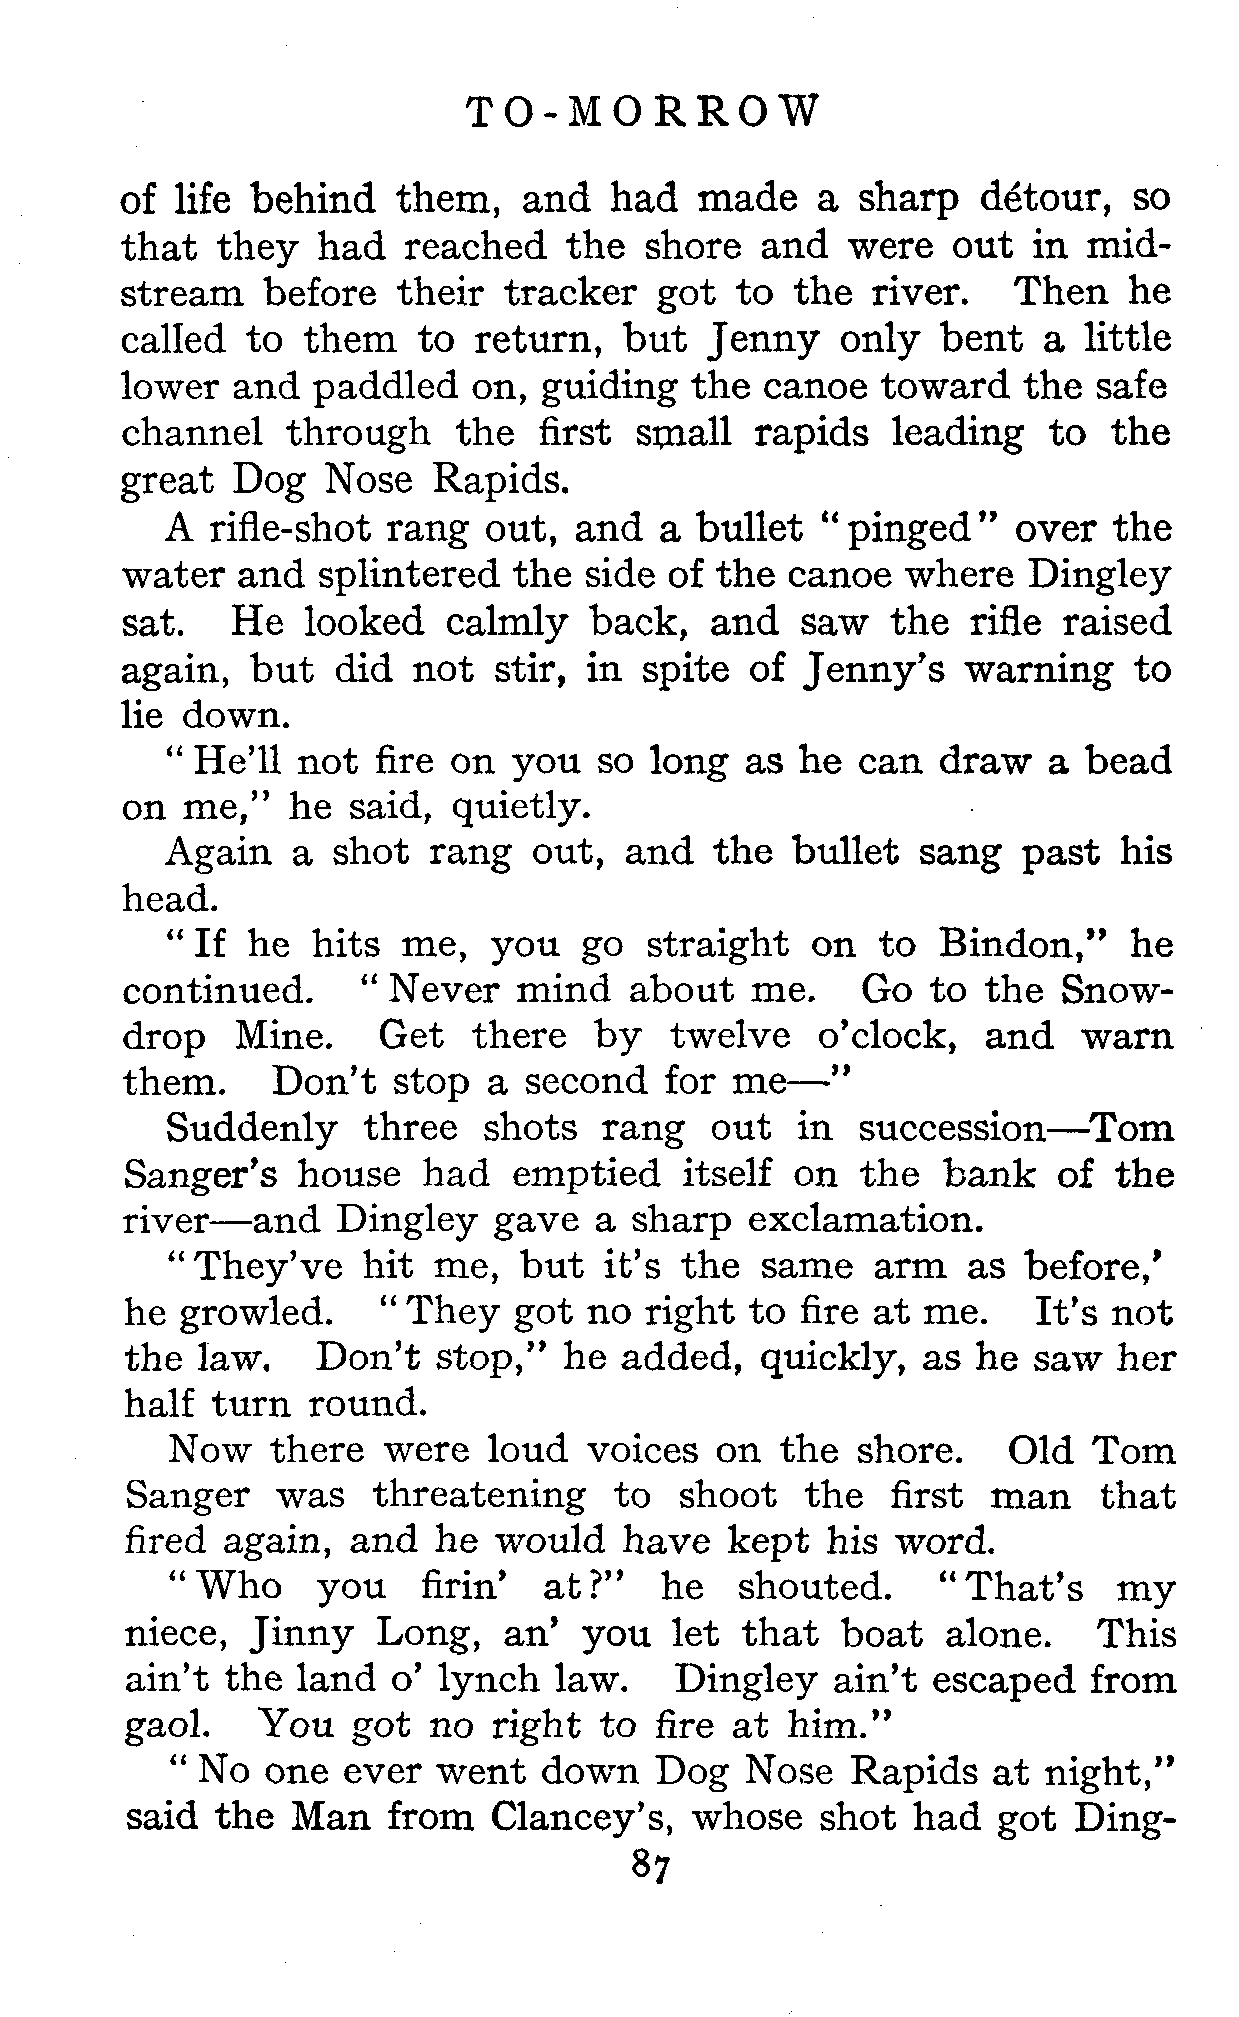 TO-MORROW
of life behind them, and had made a sharp détour, so
that they had reached the shore and were out in mid-
stream before their tracker got to the river. Then he
called to them to return, but Jenny only bent a little
lower and paddled on, guiding the canoe toward the safe
channel through the first small rapids leading to the
great Dog Nose Rapids.
A rifle-shot rang out, and a bullet "pinged" over the
water and splintered the side of the canoe where Dingley
sat. He looked calmly back, and saw the rifle raised
again, but did not stir, in spite of Jenny's warning to
lie down.
"He'll not fire on you so long as he can draw a bead
on me," he said, quietly.
Again a shot rang out, and the bullet sang past his
head.
"If he hits me, you go straight on to Bindon," he
continued. "Never mind about me. Go to the Snow-
drop Mine. Get there by twelve o'clock, and warn
them. Don't stop a second for me—"
Suddenly three shots rang out in succession—Tom
Sanger's house had emptied itself on the bank of the
river—and Dingley gave a sharp exclamation.
"They've hit me, but it's the same arm as before,'
he growled. "They got no right to fire at me. It's not
the law. Don't stop," he added, quickly, as he saw her
half turn round.
Now there were loud voices on the shore. Old Tom
Sanger was threatening to shoot the first man that
fired again, and he would have kept his word.
"Who you firin' at?" he shouted. "That's my
niece, Jinny Long, an' you let that boat alone. This
ain't the land o' lynch law. Dingley ain't escaped from
gaol. You got no right to fire at him."
"No one ever went down Dog Nose Rapids at night,"
said the Man from Clancey's, whose shot had got Ding-
87